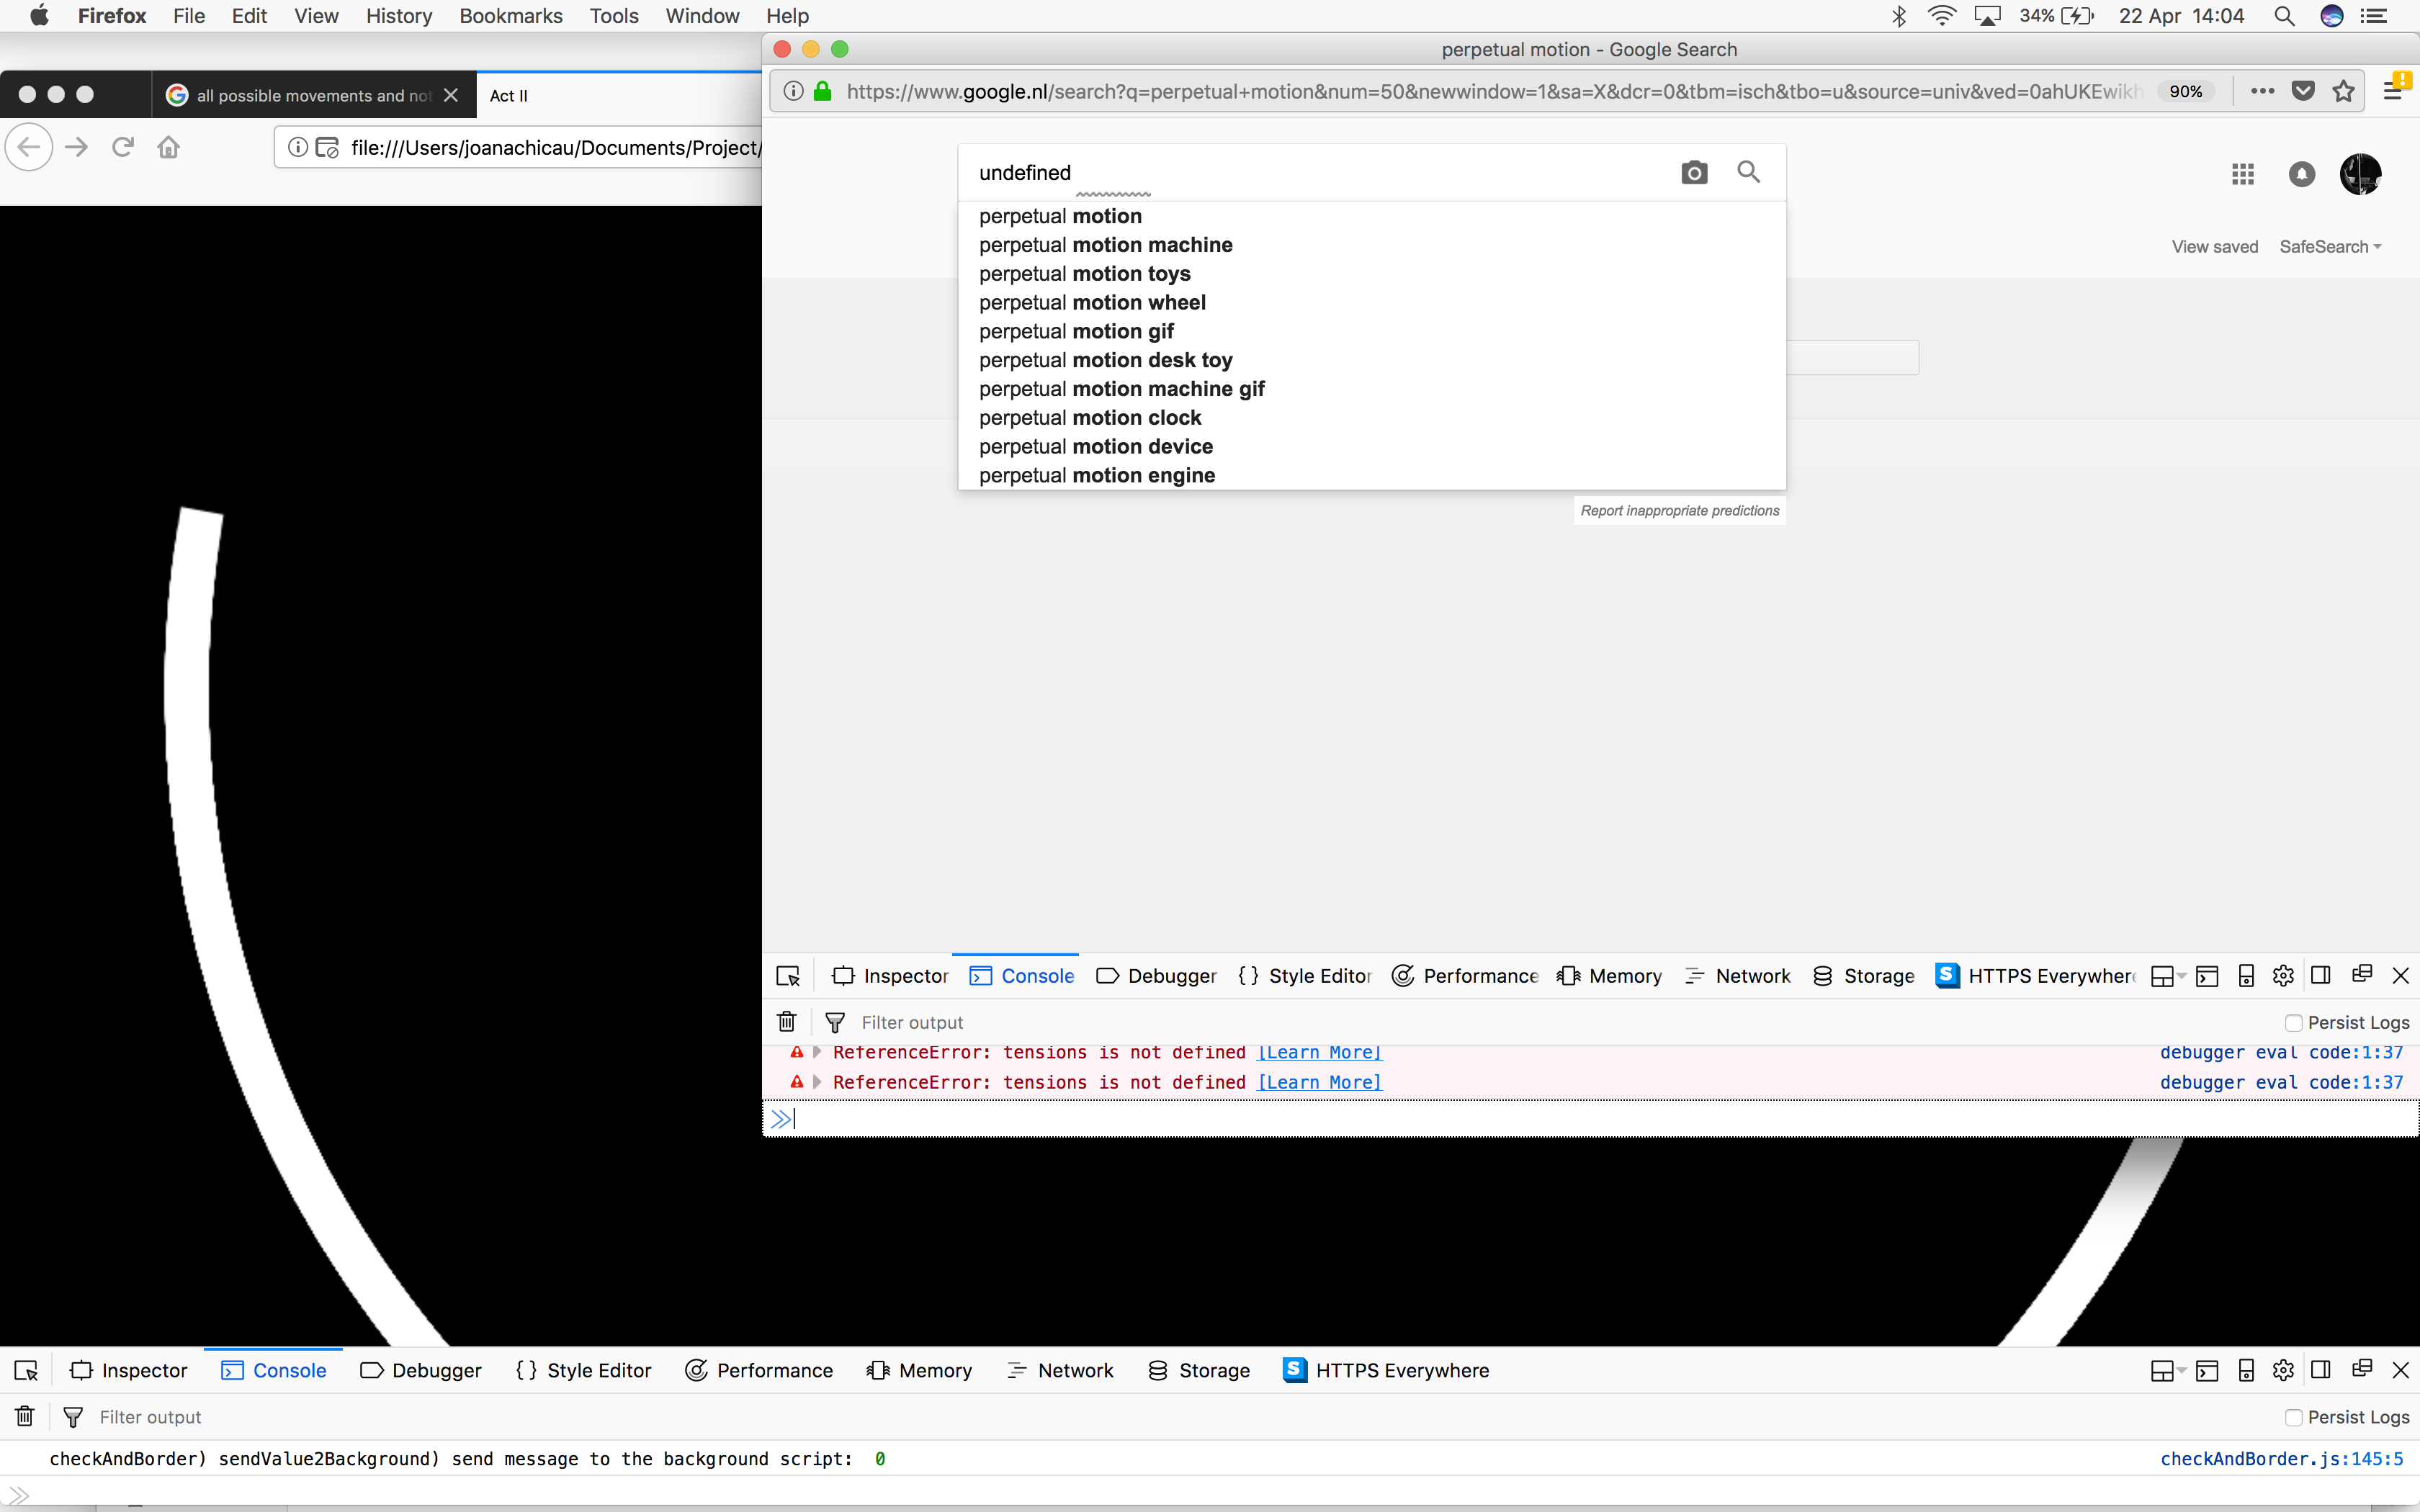 Firefox File Edit View History Bookmarks Tools Window Help 34% 22 Apr 14:04
perpetual motion - Google Search
all possible movements and not Act II
https://www.google.nl/search?q=perpetual+motion&num=50&newwindow=1&sa=X&dcr=0&tbm=isch&tbo=u&source=univ&ved=0ahUKEwikh 90%
file:///Users/joanachicau/Documents/Project/
undefined
perpetual motion
perpetual motion machine
perpetual motion toys
perpetual motion wheel
perpetual motion gif
perpetual motion desk toy
perpetual motion machine gif
perpetual motion clock
perpetual motion device
perpetual motion engine
Report inappropriate predictions
View saved SafeSearch
Inspector Console Debugger Style Editor Performance Memory Network Storage HTTPS Everywhere
Filter output Persist Logs
ReferenceError: tensions is not defined [Learn More] debugger eval code:1:37
ReferenceError: tensions is not defined [Learn More] debugger eval code:1:37
Inspector Console Debugger Style Editor Performance Memory Network Storage HTTPS Everywhere
Filter output Persist Logs
checkAndBorder) sendValue2Background) send message to the background script: 0 checkAndBorder.js:145:5